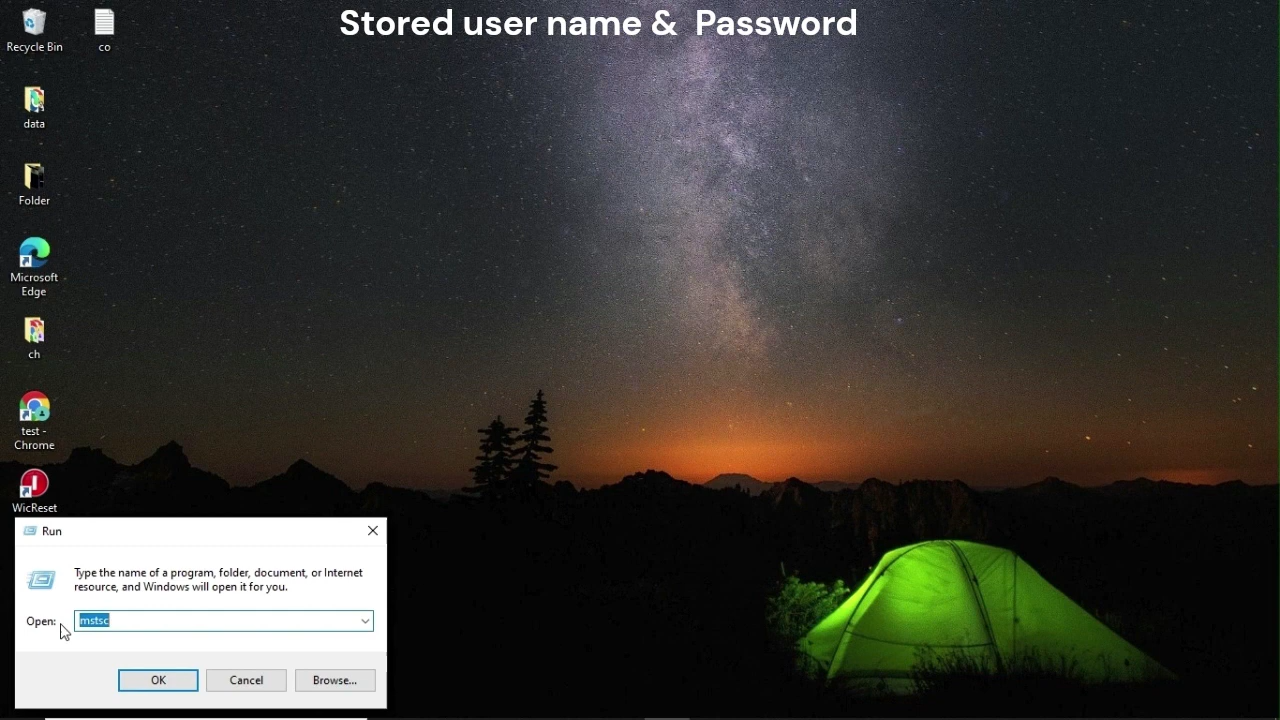 Stored user name & Password
Recycle Bin
co
data
Folder
Microsoft
Edge
ch
test -
Chrome
WicReset
Run
Type the name of a program, folder, document, or Internet
resource, and Windows will open it for you.
Open:
mstsc
OK
Cancel
Browse...